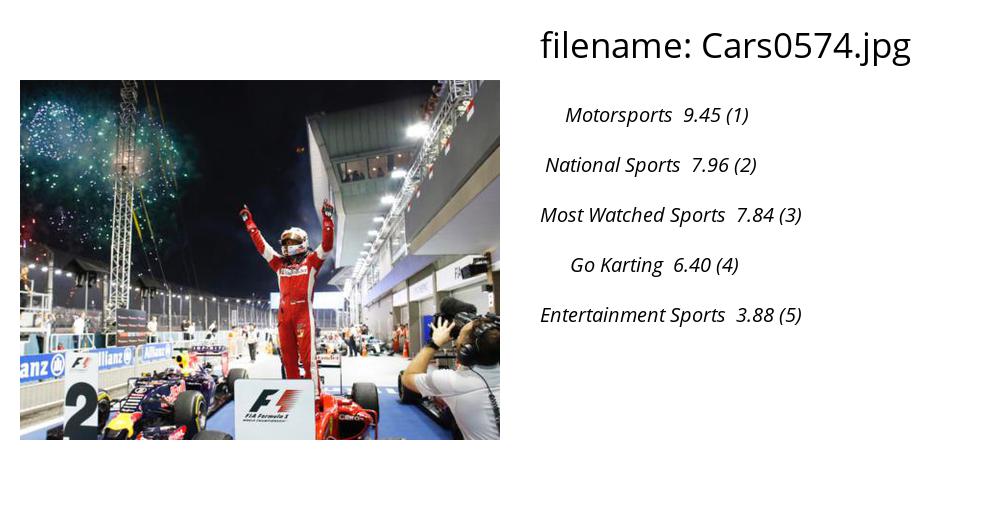 filename: Cars0574.jpg
Motorsports 9.45 (1)
National Sports 7.96 (2)
Most Watched Sports 7.84 (3)
Go Karting 6.40 (4)
Entertainment Sports 3.88 (5)
Allianz
anz
F1
2
F1
FIA Formula 1
WORLD CHAMPIONSHIP